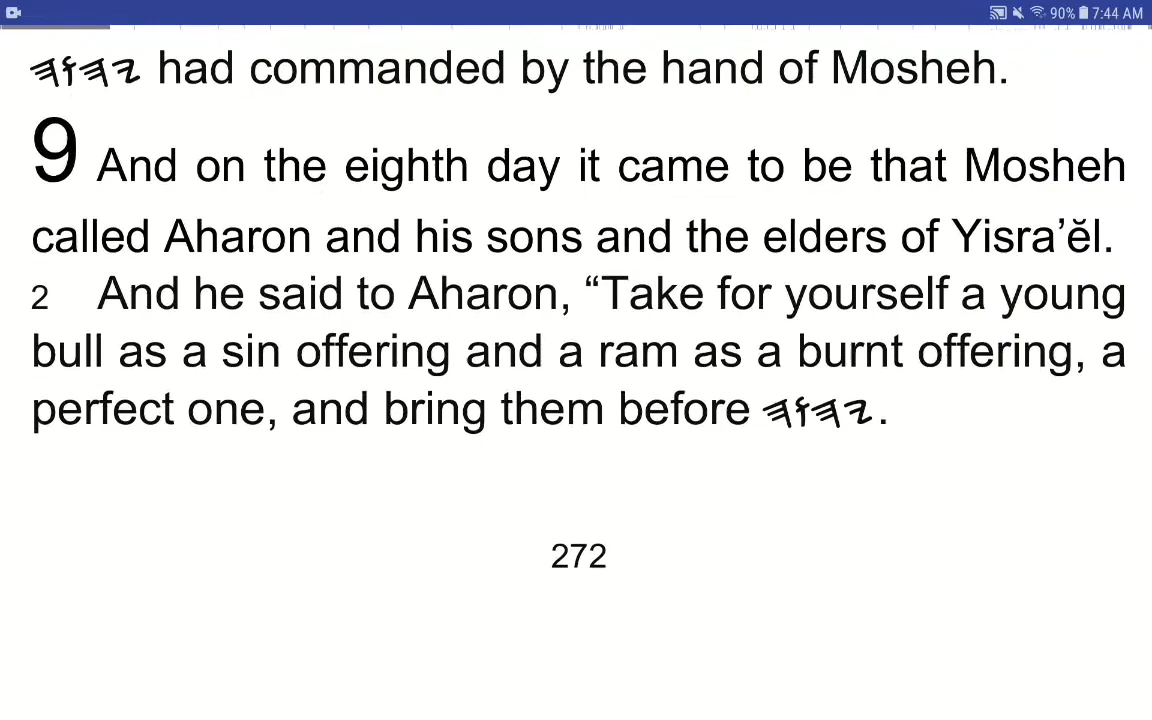 90% 7:44 AM
𐤉𐤄𐤅𐤄 had commanded by the hand of Mosheh.
9 And on the eighth day it came to be that Mosheh
called Aharon and his sons and the elders of Yisra’ĕl.
2 And he said to Aharon, “Take for yourself a young
bull as a sin offering and a ram as a burnt offering, a
perfect one, and bring them before 𐤉𐤄𐤅𐤄.
272